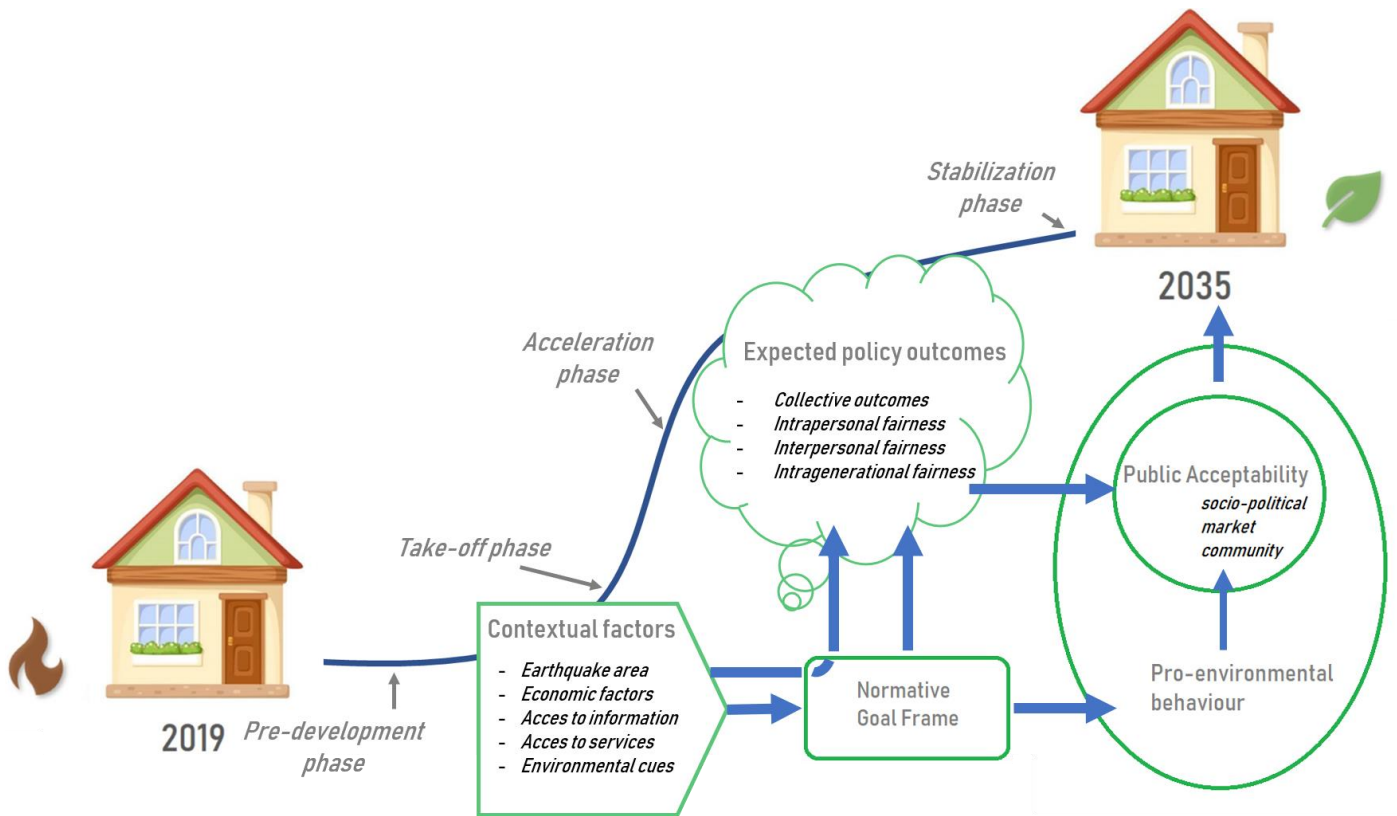 Stabilization
phase
2035
Acceleration
phase
Expected policy outcomes
- Collective outcomes
- Intrapersonal fairness
- Interpersonal fairness
- Intragenerational fairness
Public Acceptability
socio-political
market
community
Take-off phase
Contextual factors
- Earthquake area
- Economic factors
- Acces to information
- Acces to services
- Environmental cues
Normative
Goal Frame
Pro-environmental
behaviour
2019
Pre-development
phase